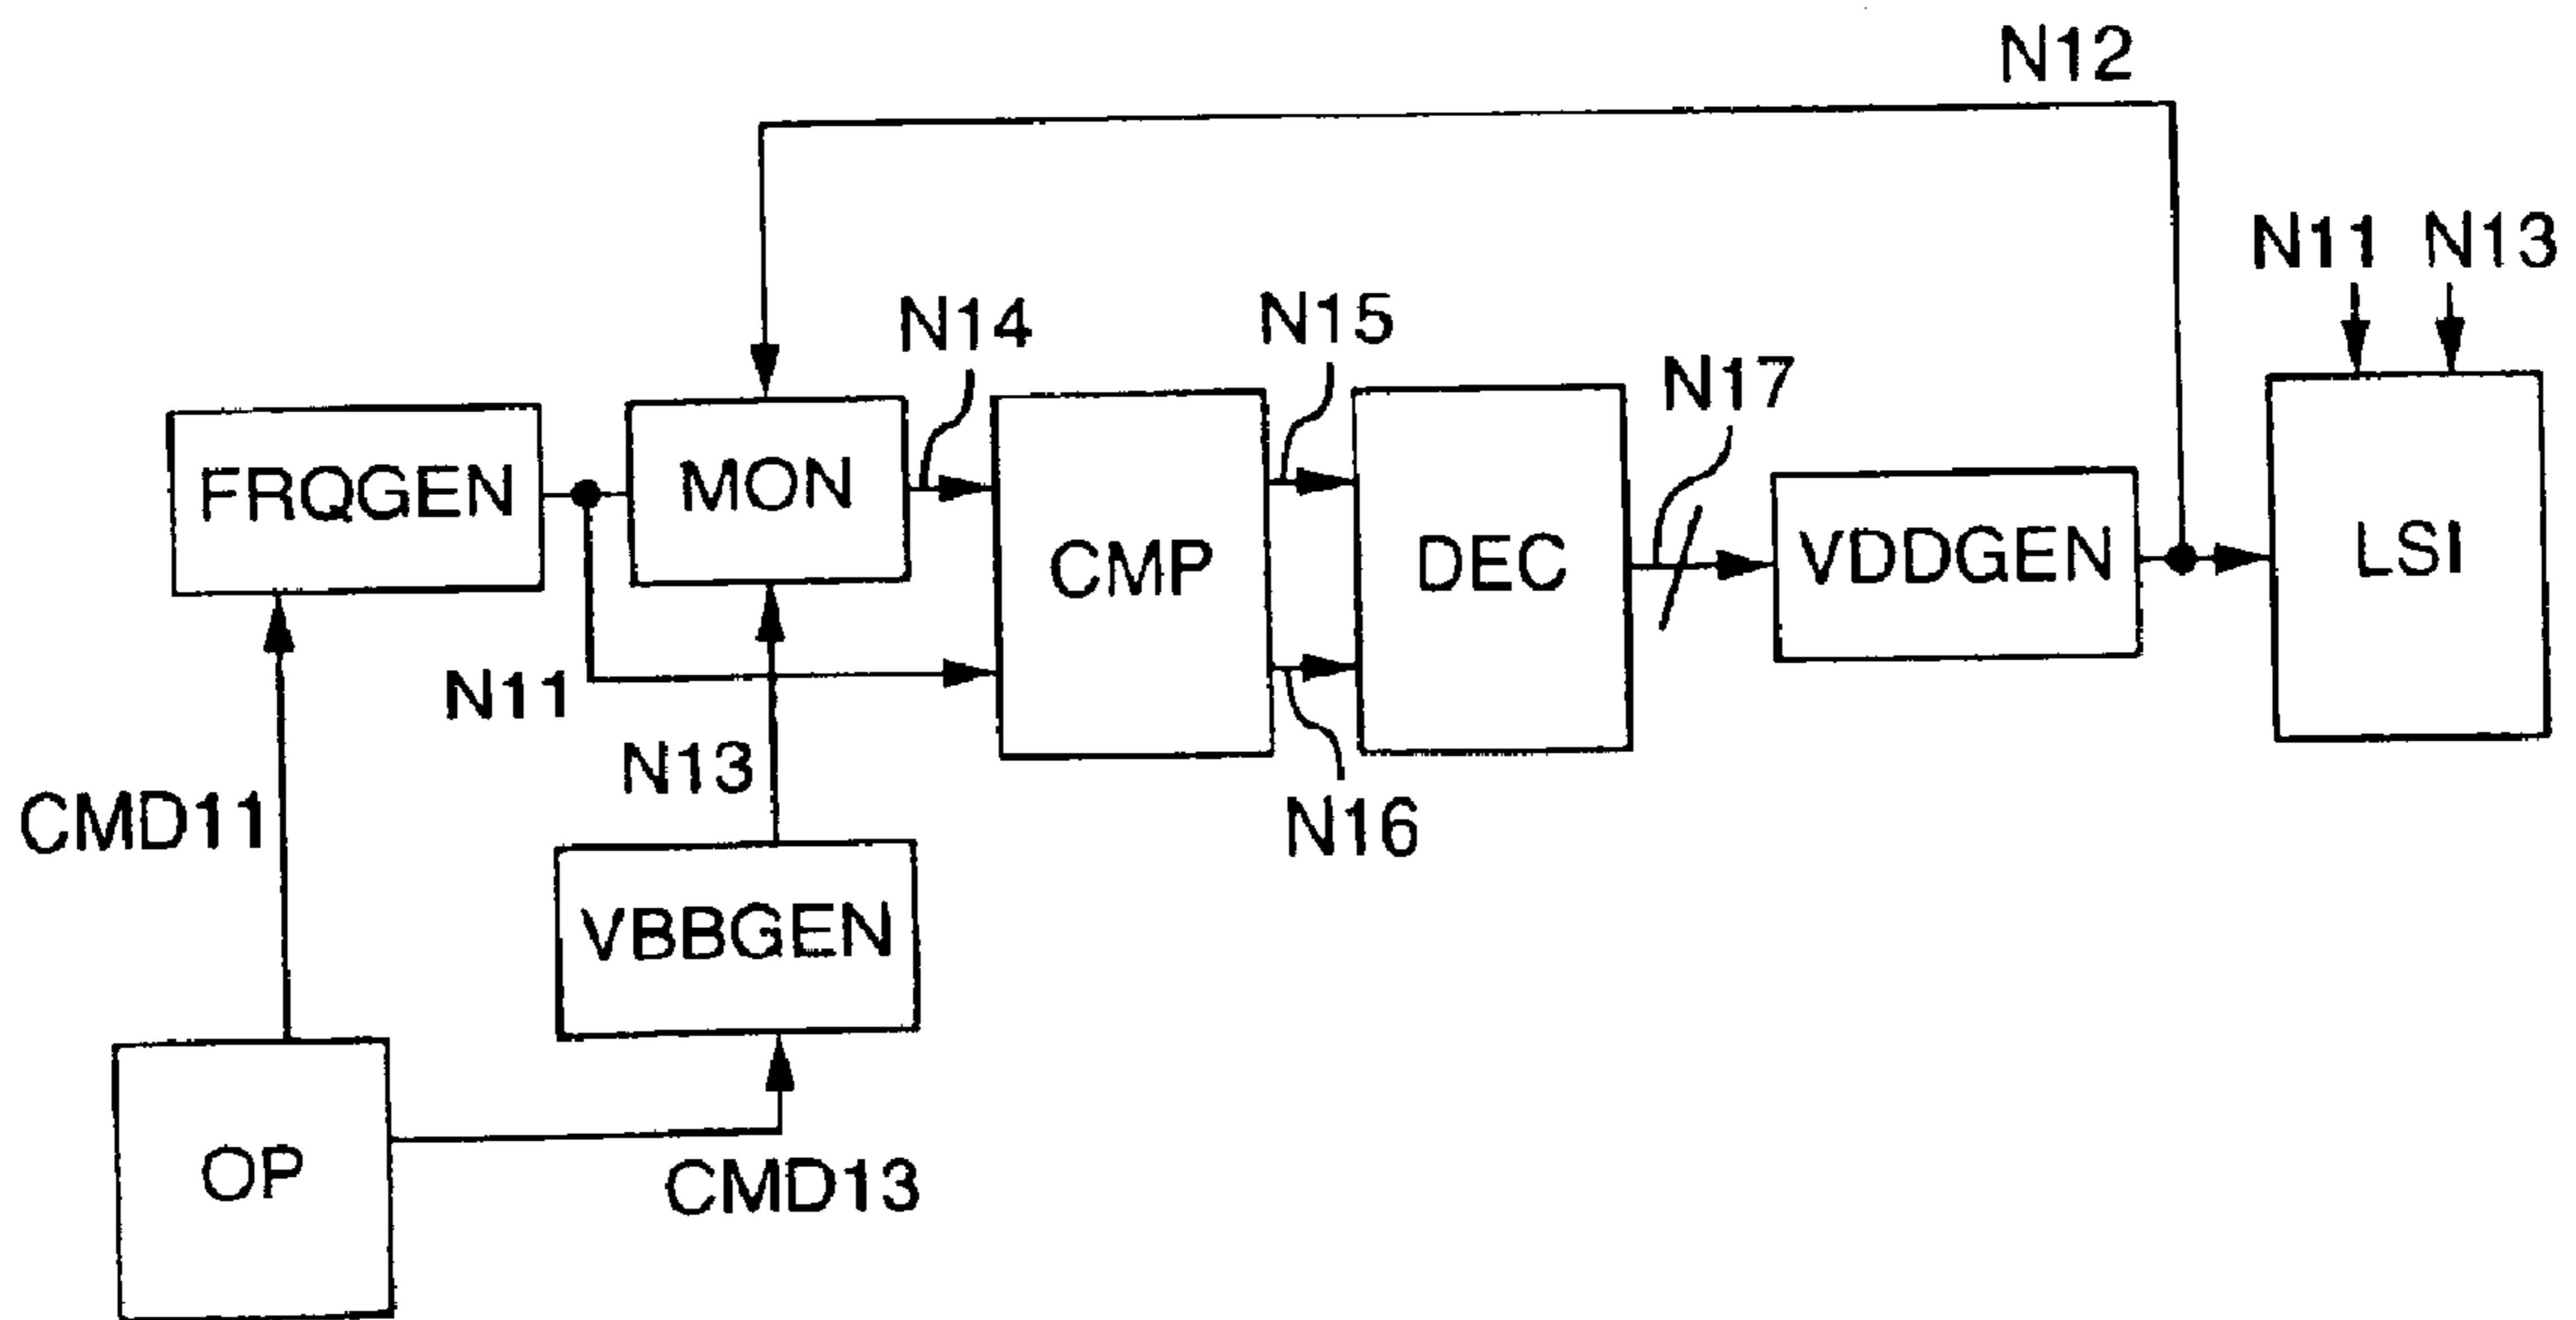 N12
N11 N13
N14
N15
N17
FRQGEN
MON
CMP
DEC
VDDGEN
LSI
N11
N13
N16
CMD11
VBBGEN
OP
CMD13